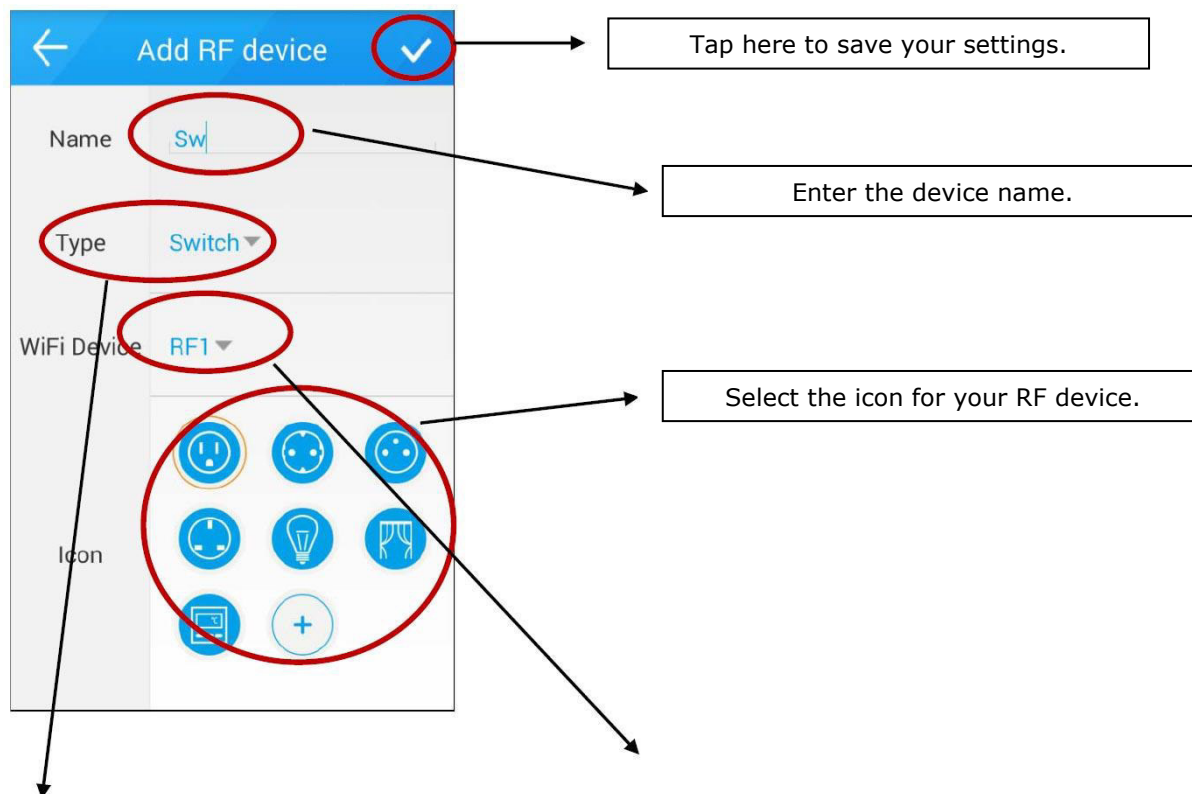 Add RF device
Tap here to save your settings.
Name Sw
Enter the device name.
Type Switch
WiFi Device RF1
Select the icon for your RF device.
Icon
℃